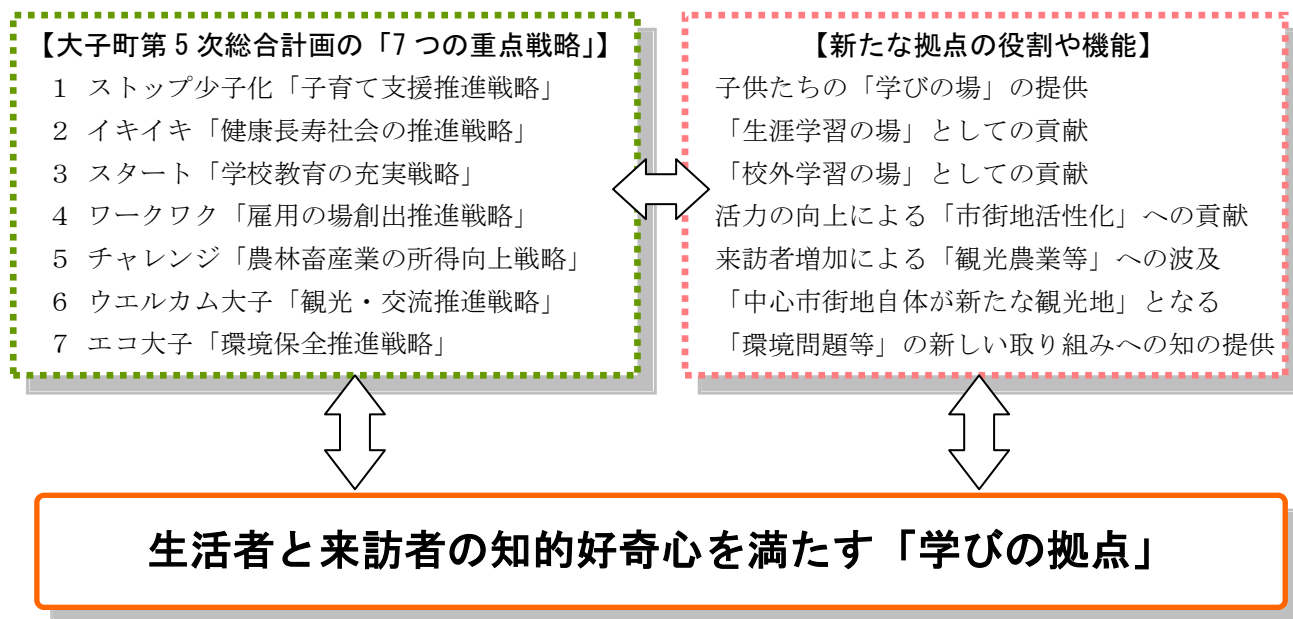 【大子町第5次総合計画の「7つの重点戦略」】
1 ストップ少子化「子育て支援推進戦略」
2 イキイキ「健康長寿社会の推進戦略」
3 スタート「学校教育の充実戦略」
4 ワークワク「雇用の場創出推進戦略」
5 チャレンジ「農林畜産業の所得向上戦略」
6 ウエルカム大子「観光・交流推進戦略」
7 エコ大子「環境保全推進戦略」
【新たな拠点の役割や機能】
子供たちの「学びの場」の提供
「生涯学習の場」としての貢献
「校外学習の場」としての貢献
活力の向上による「市街地活性化」への貢献
来訪者増加による「観光農業等」への波及
「中心市街地自体が新たな観光地」となる
「環境問題等」の新しい取り組みへの知の提供
生活者と来訪者の知的好奇心を満たす「学びの拠点」